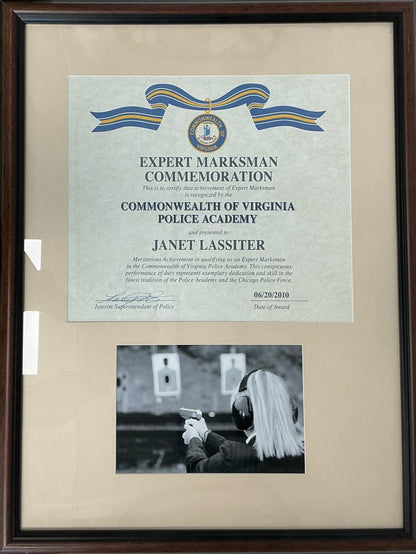 COMMONWEALTH OF
VIRGINIA
EXPERT MARKSMAN
COMMEMORATION
This is to certify that achievement of Expert Marksman
is recognized by the
COMMONWEALTH OF VIRGINIA
POLICE ACADEMY
and presented to
JANET LASSITER
Meritorious Achievement in qualifying as an Expert Marksman
in the Commonwealth of Virginia Police Academy. This conspicuous
performance of duty represents exemplary dedication and skill in the
finest tradition of the Police Academy and the Chicago Police Force.
06/20/2010
Interim Superintendent of Police Date of Award